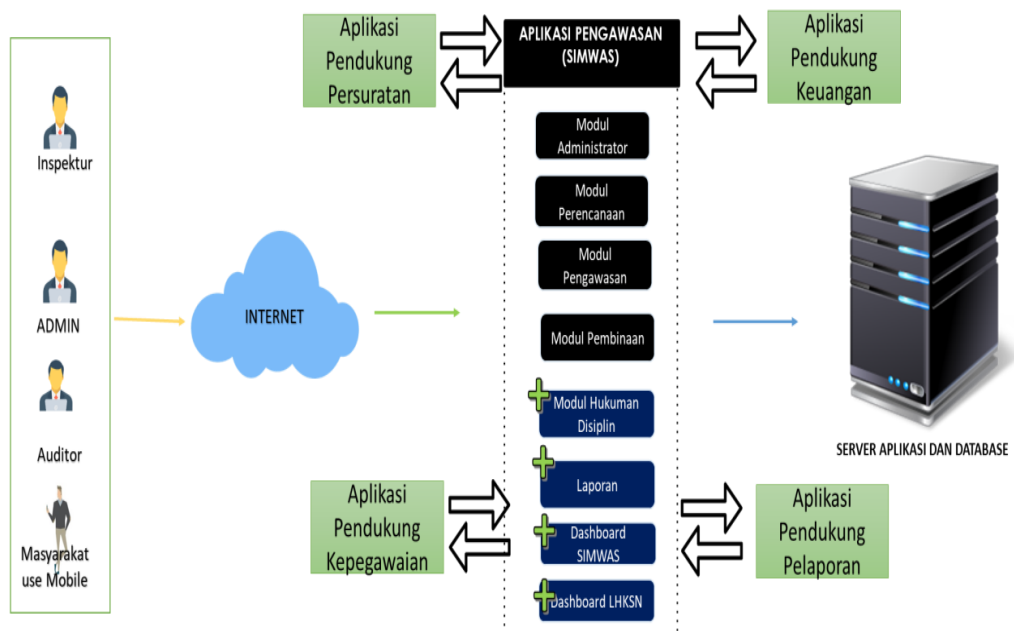 Inspektur
ADMIN
Auditor
Masyarakat
use Mobile
INTERNET
Aplikasi
Pendukung
Persuratan
Aplikasi
Pendukung
Kepegawaian
APLIKASI PENGAWASAN
(SIMWAS)
Modul
Administrator
Modul
Perencanaan
Modul
Pengawasan
Modul Pembinaan
Modul Hukuman
Disiplin
Laporan
Dashboard
SIMWAS
Dashboard LHKSN
Aplikasi
Pendukung
Keuangan
Aplikasi
Pendukung
Pelaporan
SERVER APLIKASI DAN DATABASE